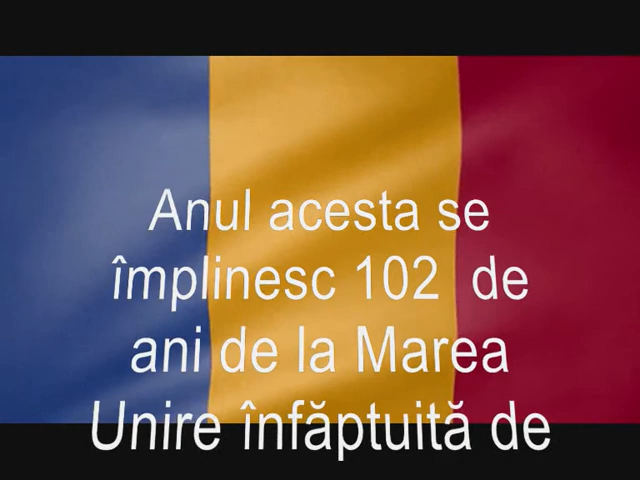 Anul acesta se
împlinesc 102 de
ani de la Marea
Unire înfăptuită de